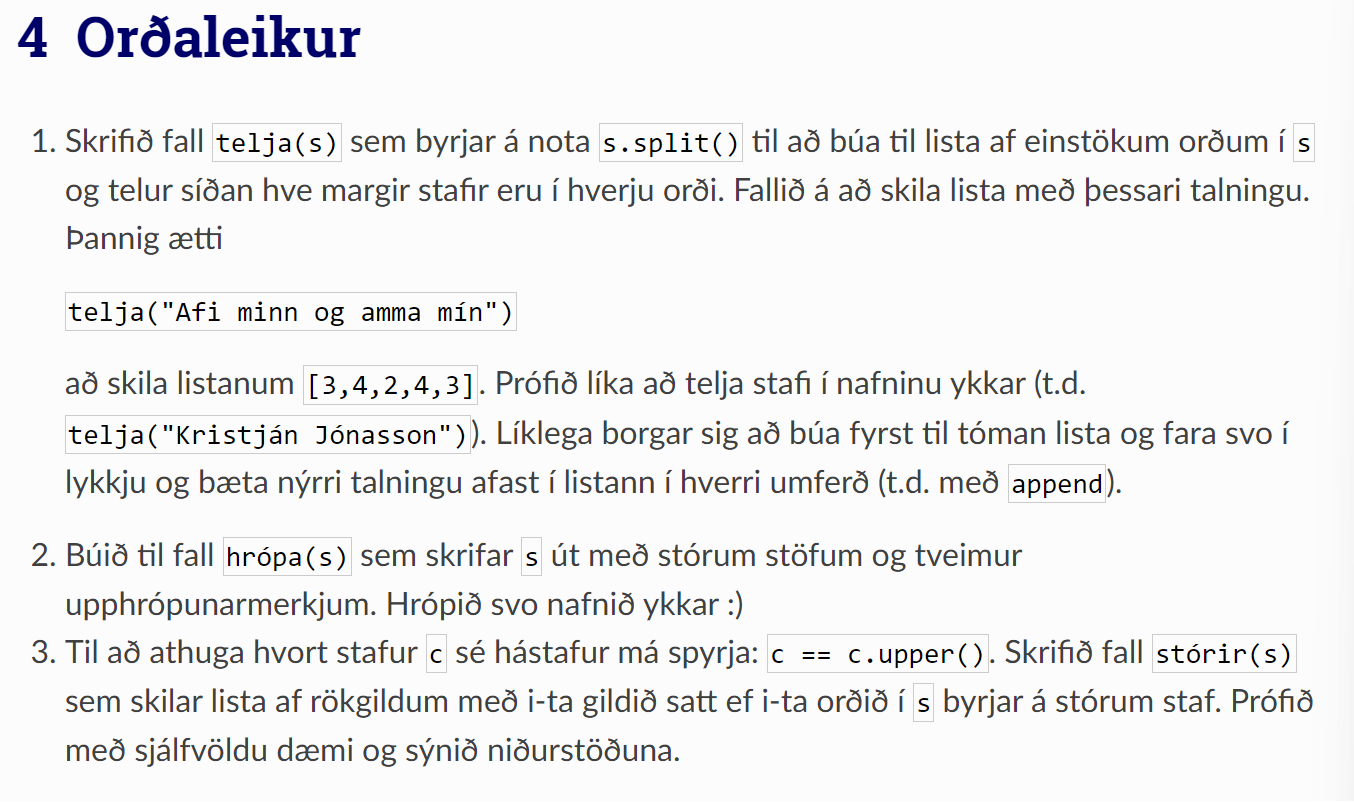 4 Orðaleikur
1. Skrifið fall telja(s) sem byrjar á nota s.split() til að búa til lista af einstökum orðum í s
og telur síðan hve margir stafir eru í hverju orði. Fallið á að skila lista með þessari talningu.
Þannig ætti
telja("Afi minn og amma mín")
að skila listanum [3,4,2,4,3]. Prófið líka að telja stafi í nafninu ykkar (t.d.
telja("Kristján Jónasson")). Líklega borgar sig að búa fyrst til tóman lista og fara svo í
lykkju og bæta nýrri talningu afast í listann í hverri umferð (t.d. með append).
2. Búið til fall hrópa(s) sem skrifar s út með stórum stöfum og tveimur
upphrópunarmerkjum. Hrópið svo nafnið ykkar :)
3. Til að athuga hvort stafur c sé hástafur má spyrja: c == c.upper(). Skrifið fall stórir(s)
sem skilar lista af rökgildum með i-ta gildið satt ef i-ta orðið í s byrjar á stórum staf. Prófið
með sjálfvöldu dæmi og sýnið niðurstöðuna.